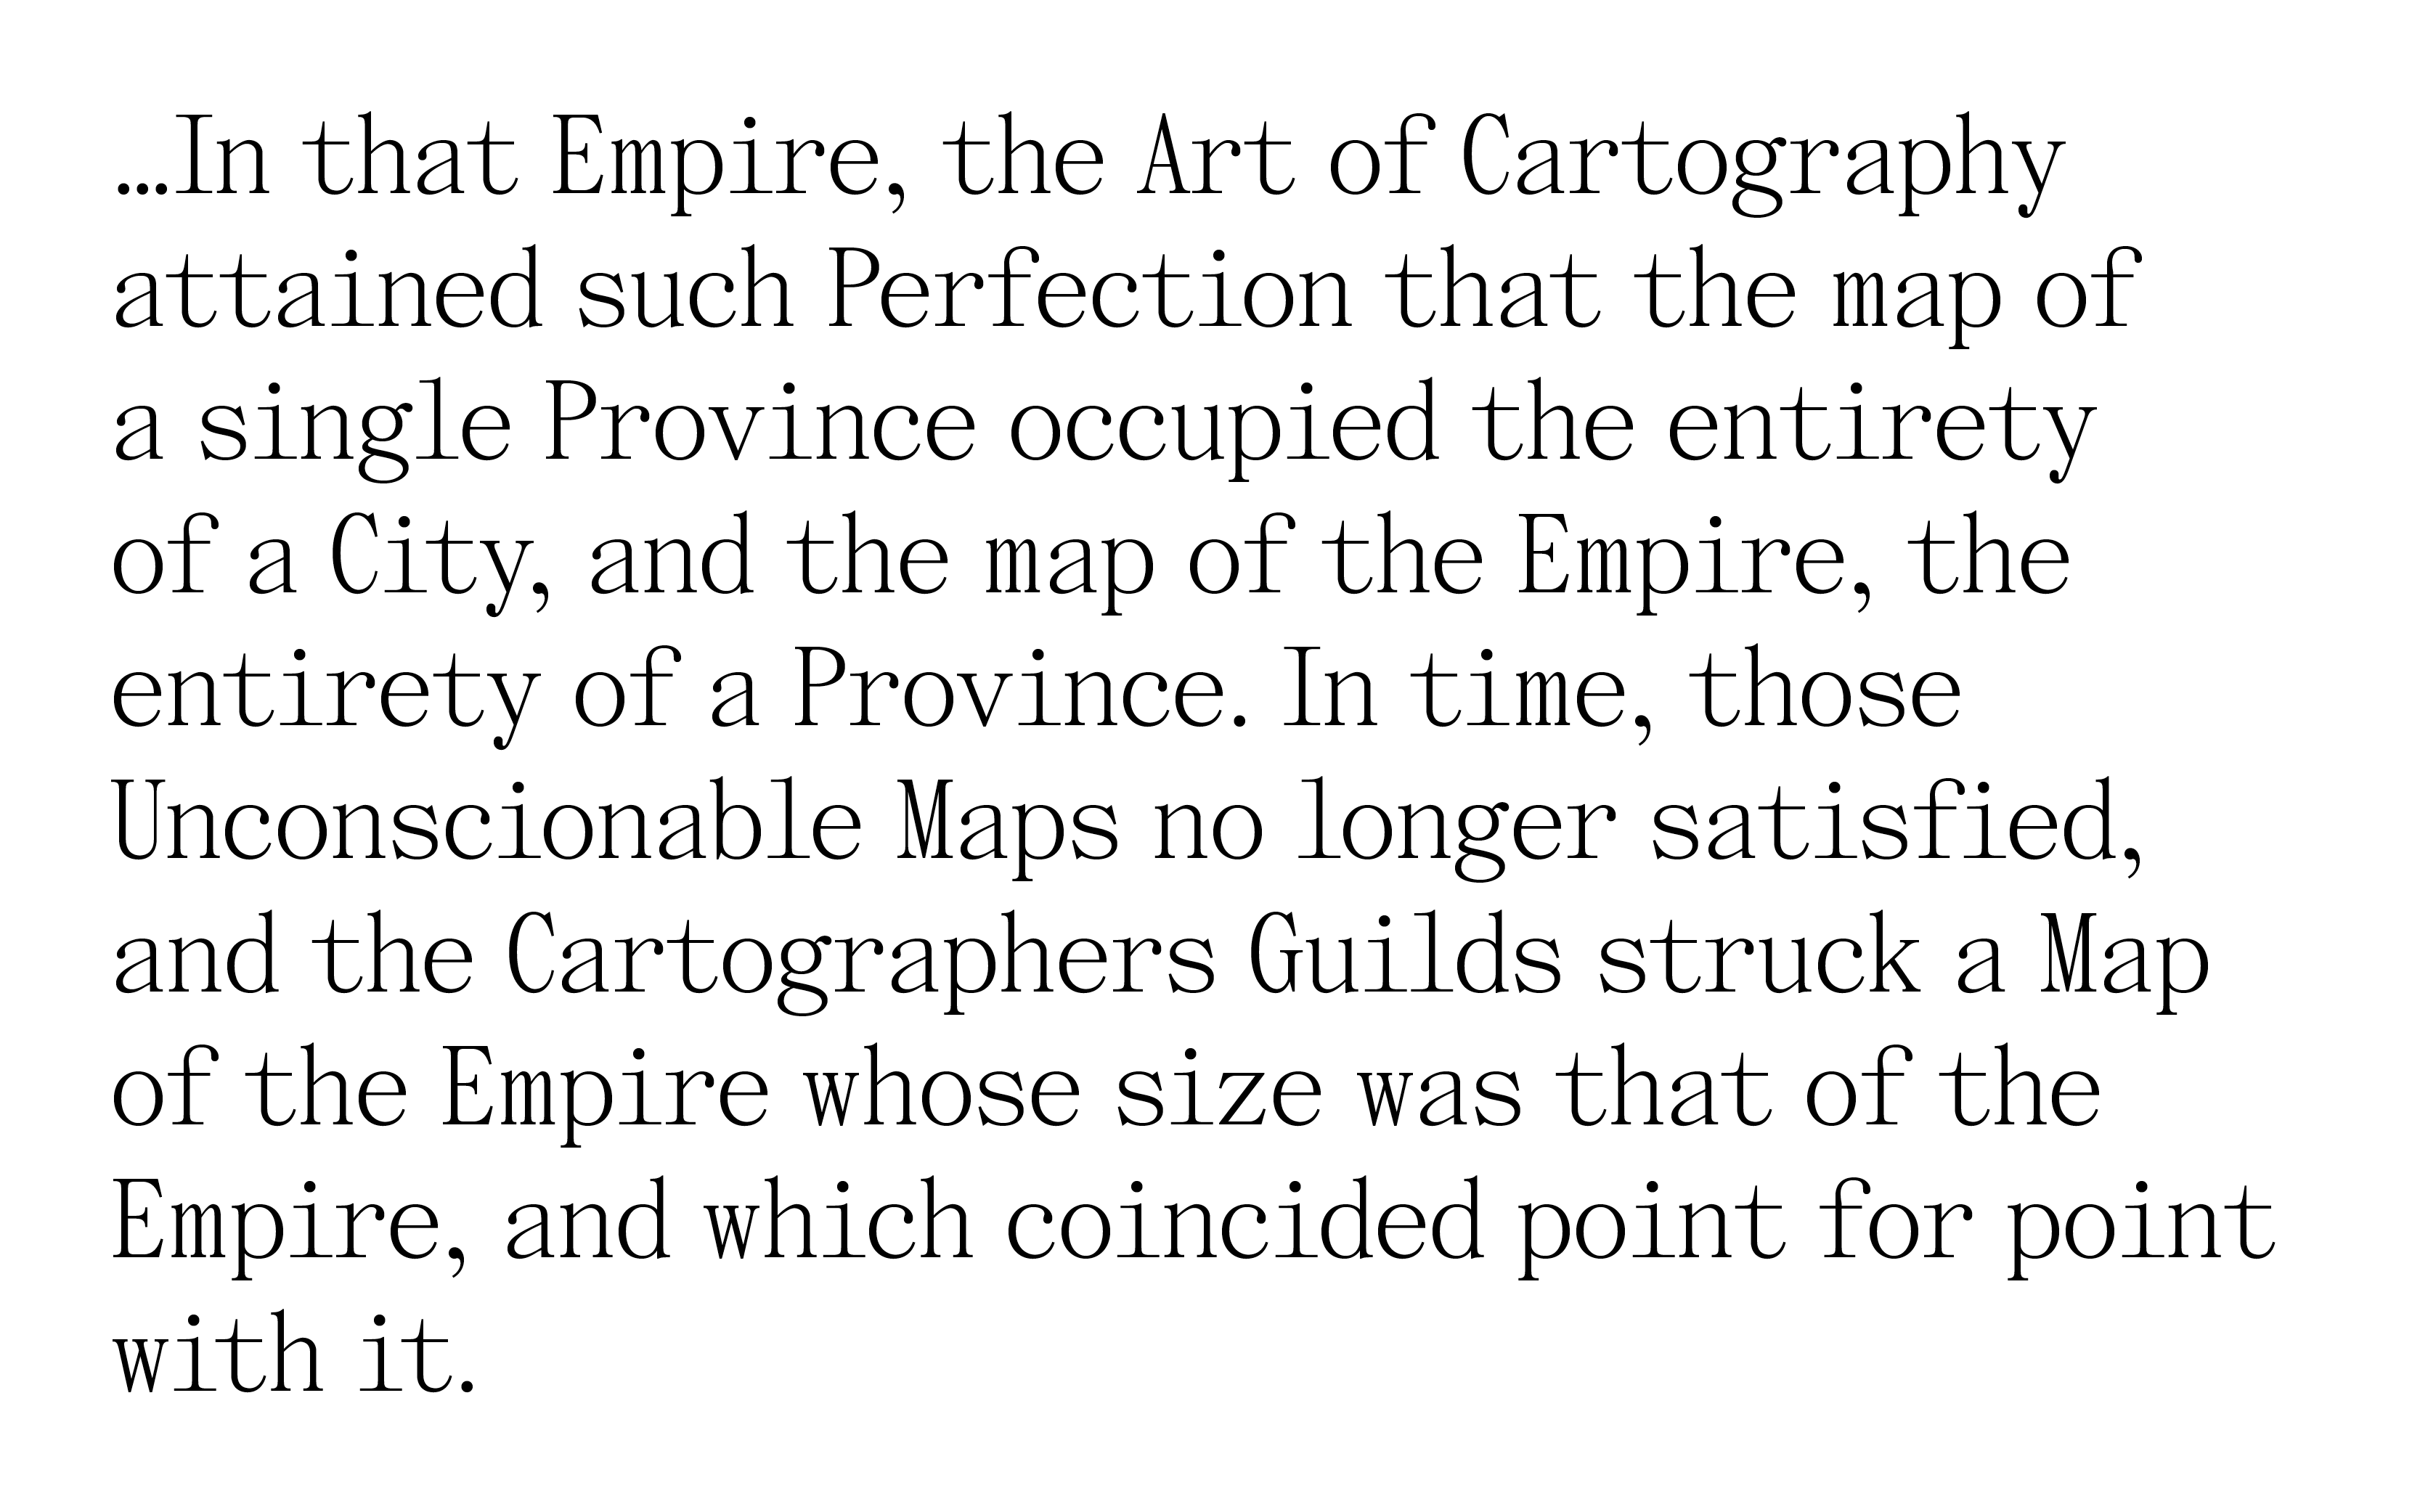 …In that Empire, the Art of Cartography
attained such Perfection that the map of
a single Province occupied the entirety
of a City, and the map of the Empire, the
entirety of a Province. In time, those
Unconscionable Maps no longer satisfied,
and the Cartographers Guilds struck a Map
of the Empire whose size was that of the
Empire, and which coincided point for point
with it.